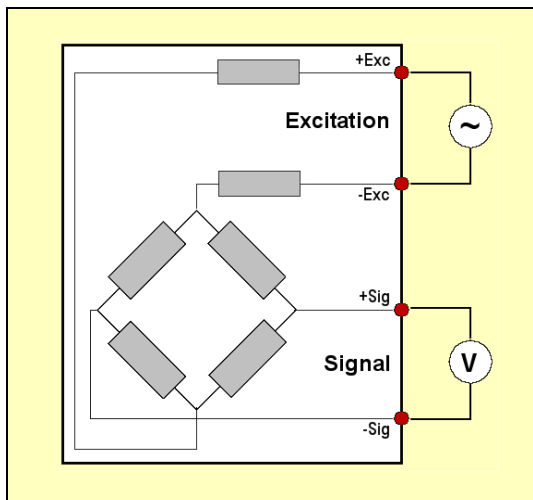 +Exc
Excitation
~
-Exc
+Sig
Signal
V
-Sig